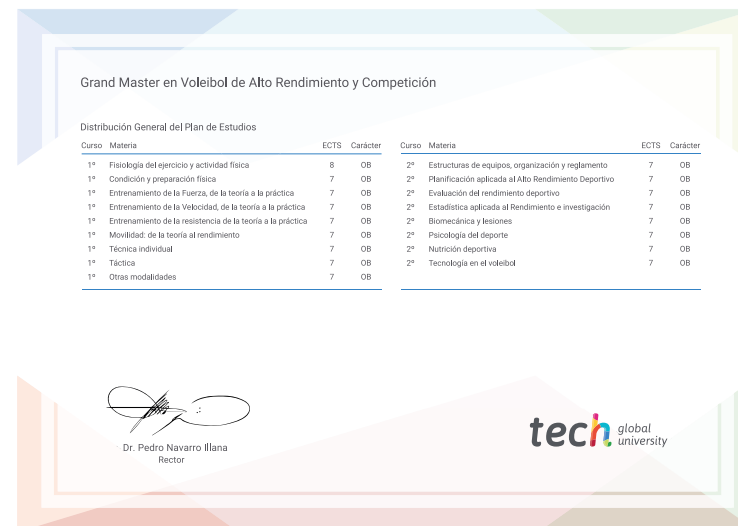 Grand Master en Voleibol de Alto Rendimiento y Competición
Distribución General del Plan de Estudios
Curso Materia ECTS Carácter
1º Fisiología del ejercicio y actividad física 8 OB
1º Condición y preparación física 7 OB
1º Entrenamiento de la Fuerza, de la teoría a la práctica 7 OB
1º Entrenamiento de la Velocidad, de la teoría a la práctica 7 OB
1º Entrenamiento de la resistencia de la teoría a la práctica 7 OB
1º Movilidad: de la teoría al rendimiento 7 OB
1º Técnica individual 7 OB
1º Táctica 7 OB
1º Otras modalidades 7 OB
Curso Materia ECTS Carácter
2º Estructuras de equipos, organización y reglamento 7 OB
2º Planificación aplicada al Alto Rendimiento Deportivo 7 OB
2º Evaluación del rendimiento deportivo 7 OB
2º Estadística aplicada al Rendimiento e investigación 7 OB
2º Biomecánica y lesiones 7 OB
2º Psicología del deporte 7 OB
2º Nutrición deportiva 7 OB
2º Tecnología en el voleibol 7 OB
Dr. Pedro Navarro Illana
Rector
tech global
university